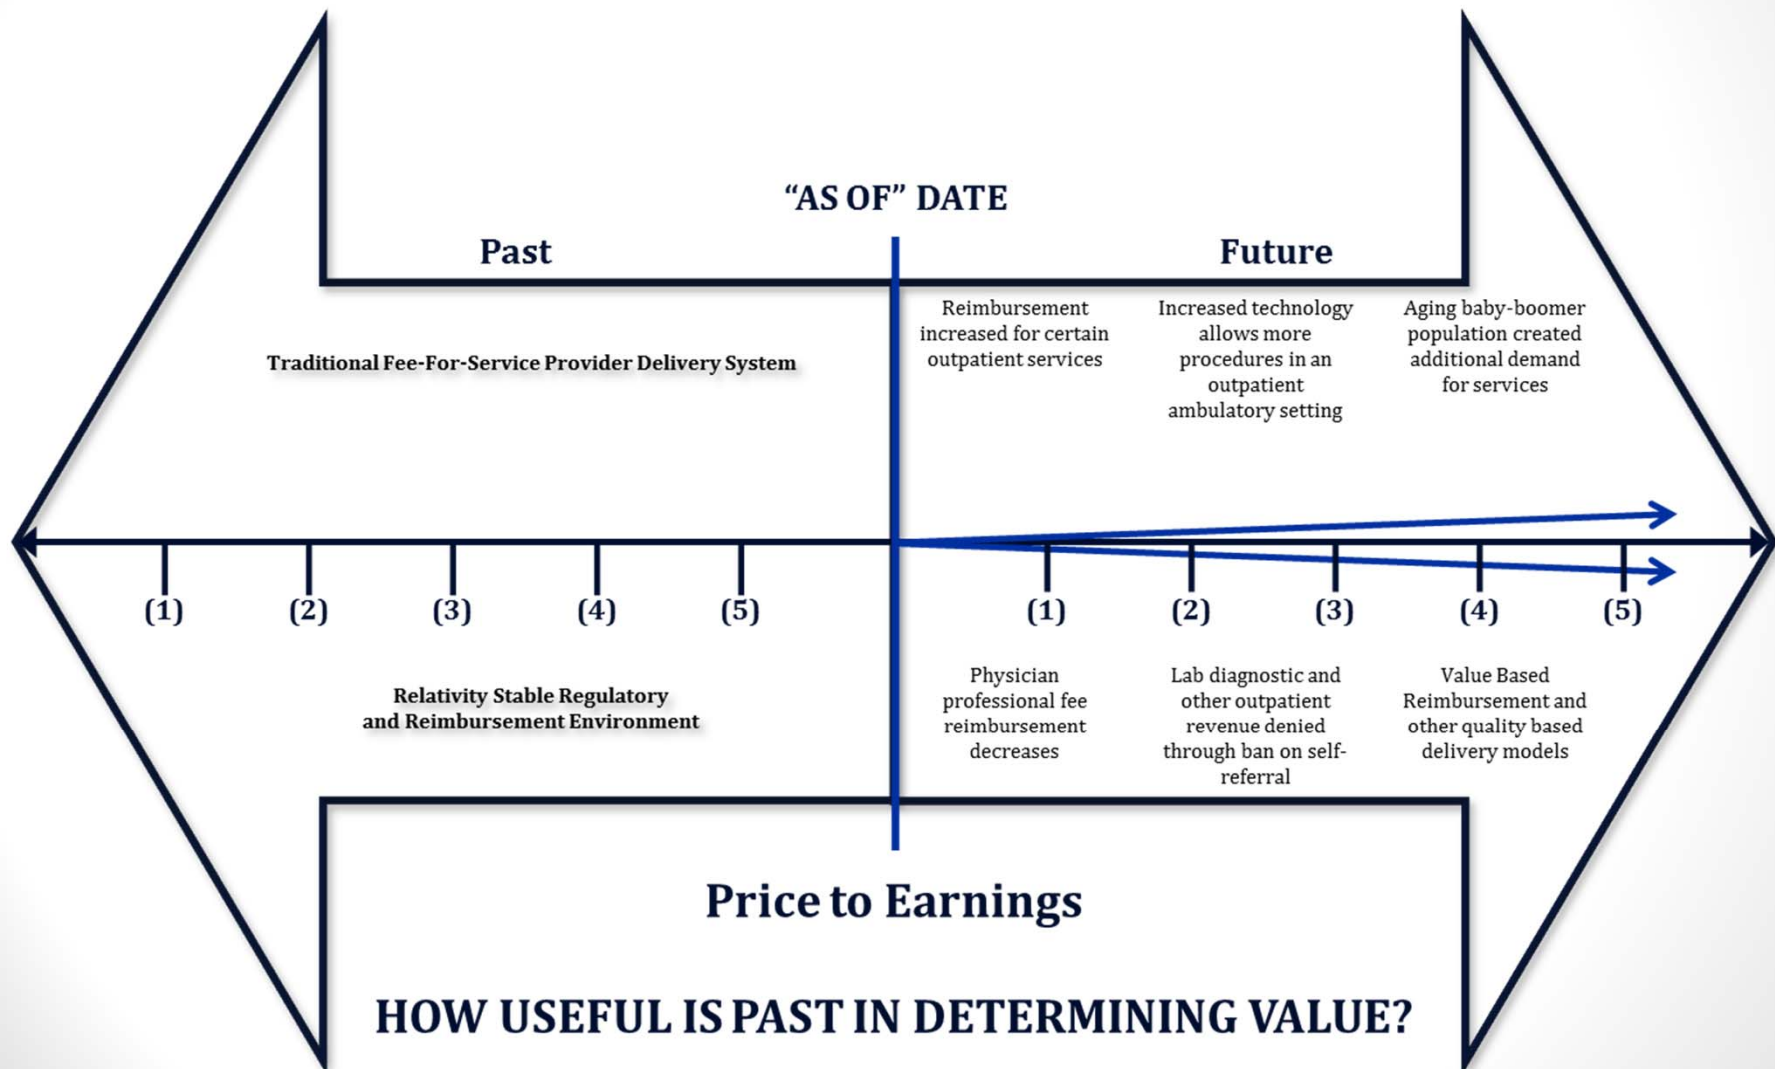 “AS OF” DATE
Past
Future
Traditional Fee-For-Service Provider Delivery System
Reimbursement
increased for certain
outpatient services
Increased technology
allows more
procedures in an
outpatient
ambulatory setting
Aging baby-boomer
population created
additional demand
for services
(1)
(2)
(3)
(4)
(5)
(1)
(2)
(3)
(4)
(5)
Relativity Stable Regulatory
and Reimbursement Environment
Physician
professional fee
reimbursement
decreases
Lab diagnostic and
other outpatient
revenue denied
through ban on self-
referral
Value Based
Reimbursement and
other quality based
delivery models
Price to Earnings
HOW USEFUL IS PAST IN DETERMINING VALUE?